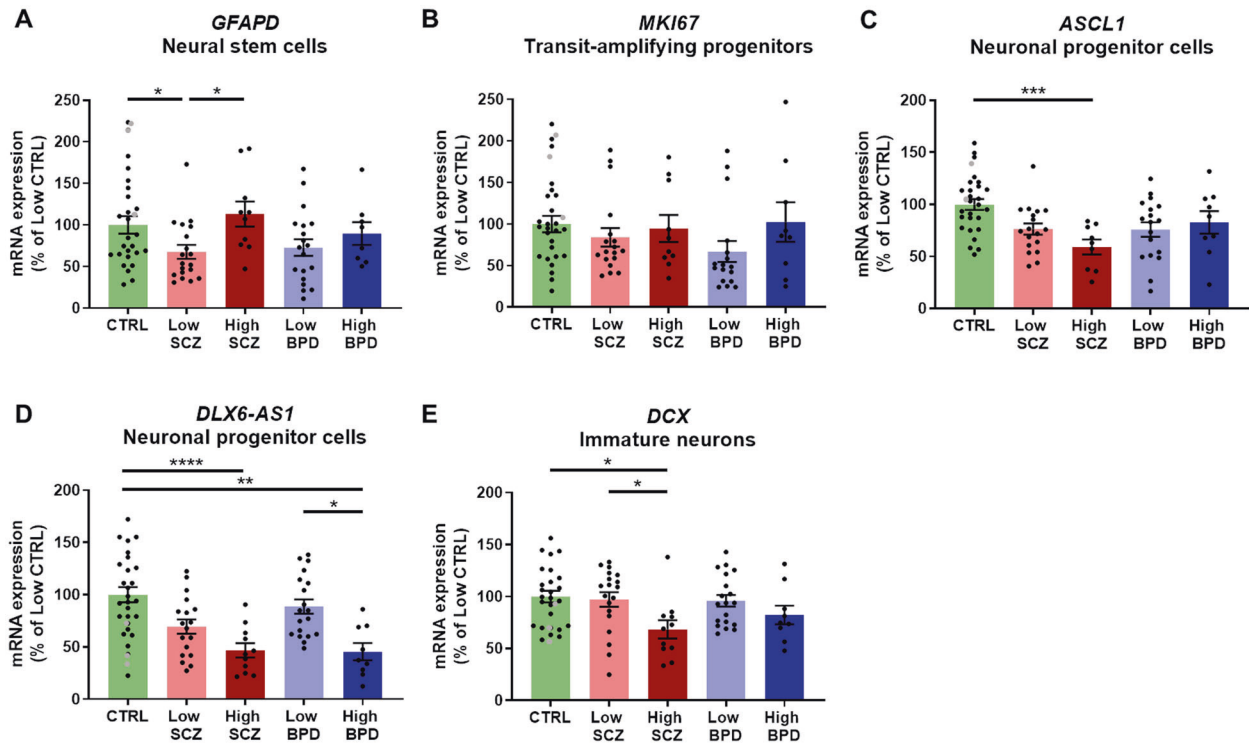 A
GFAPD
Neural stem cells
mRNA expression
(% of Low CTRL)
250
200
150
100
50
0
*
*
CTRL
Low
SCZ
High
SCZ
Low
BPD
High
BPD
B
MKI67
Transit-amplifying progenitors
mRNA expression
(% of Low CTRL)
250
200
150
100
50
0
CTRL
Low
SCZ
High
SCZ
Low
BPD
High
BPD
C
ASCL1
Neuronal progenitor cells
mRNA expression
(% of Low CTRL)
200
150
100
50
0
***
CTRL
Low
SCZ
High
SCZ
Low
BPD
High
BPD
D
DLX6-AS1
Neuronal progenitor cells
mRNA expression
(% of Low CTRL)
200
150
100
50
0
****
**
*
CTRL
Low
SCZ
High
SCZ
Low
BPD
High
BPD
E
DCX
Immature neurons
mRNA expression
(% of Low CTRL)
200
150
100
50
0
*
*
CTRL
Low
SCZ
High
SCZ
Low
BPD
High
BPD